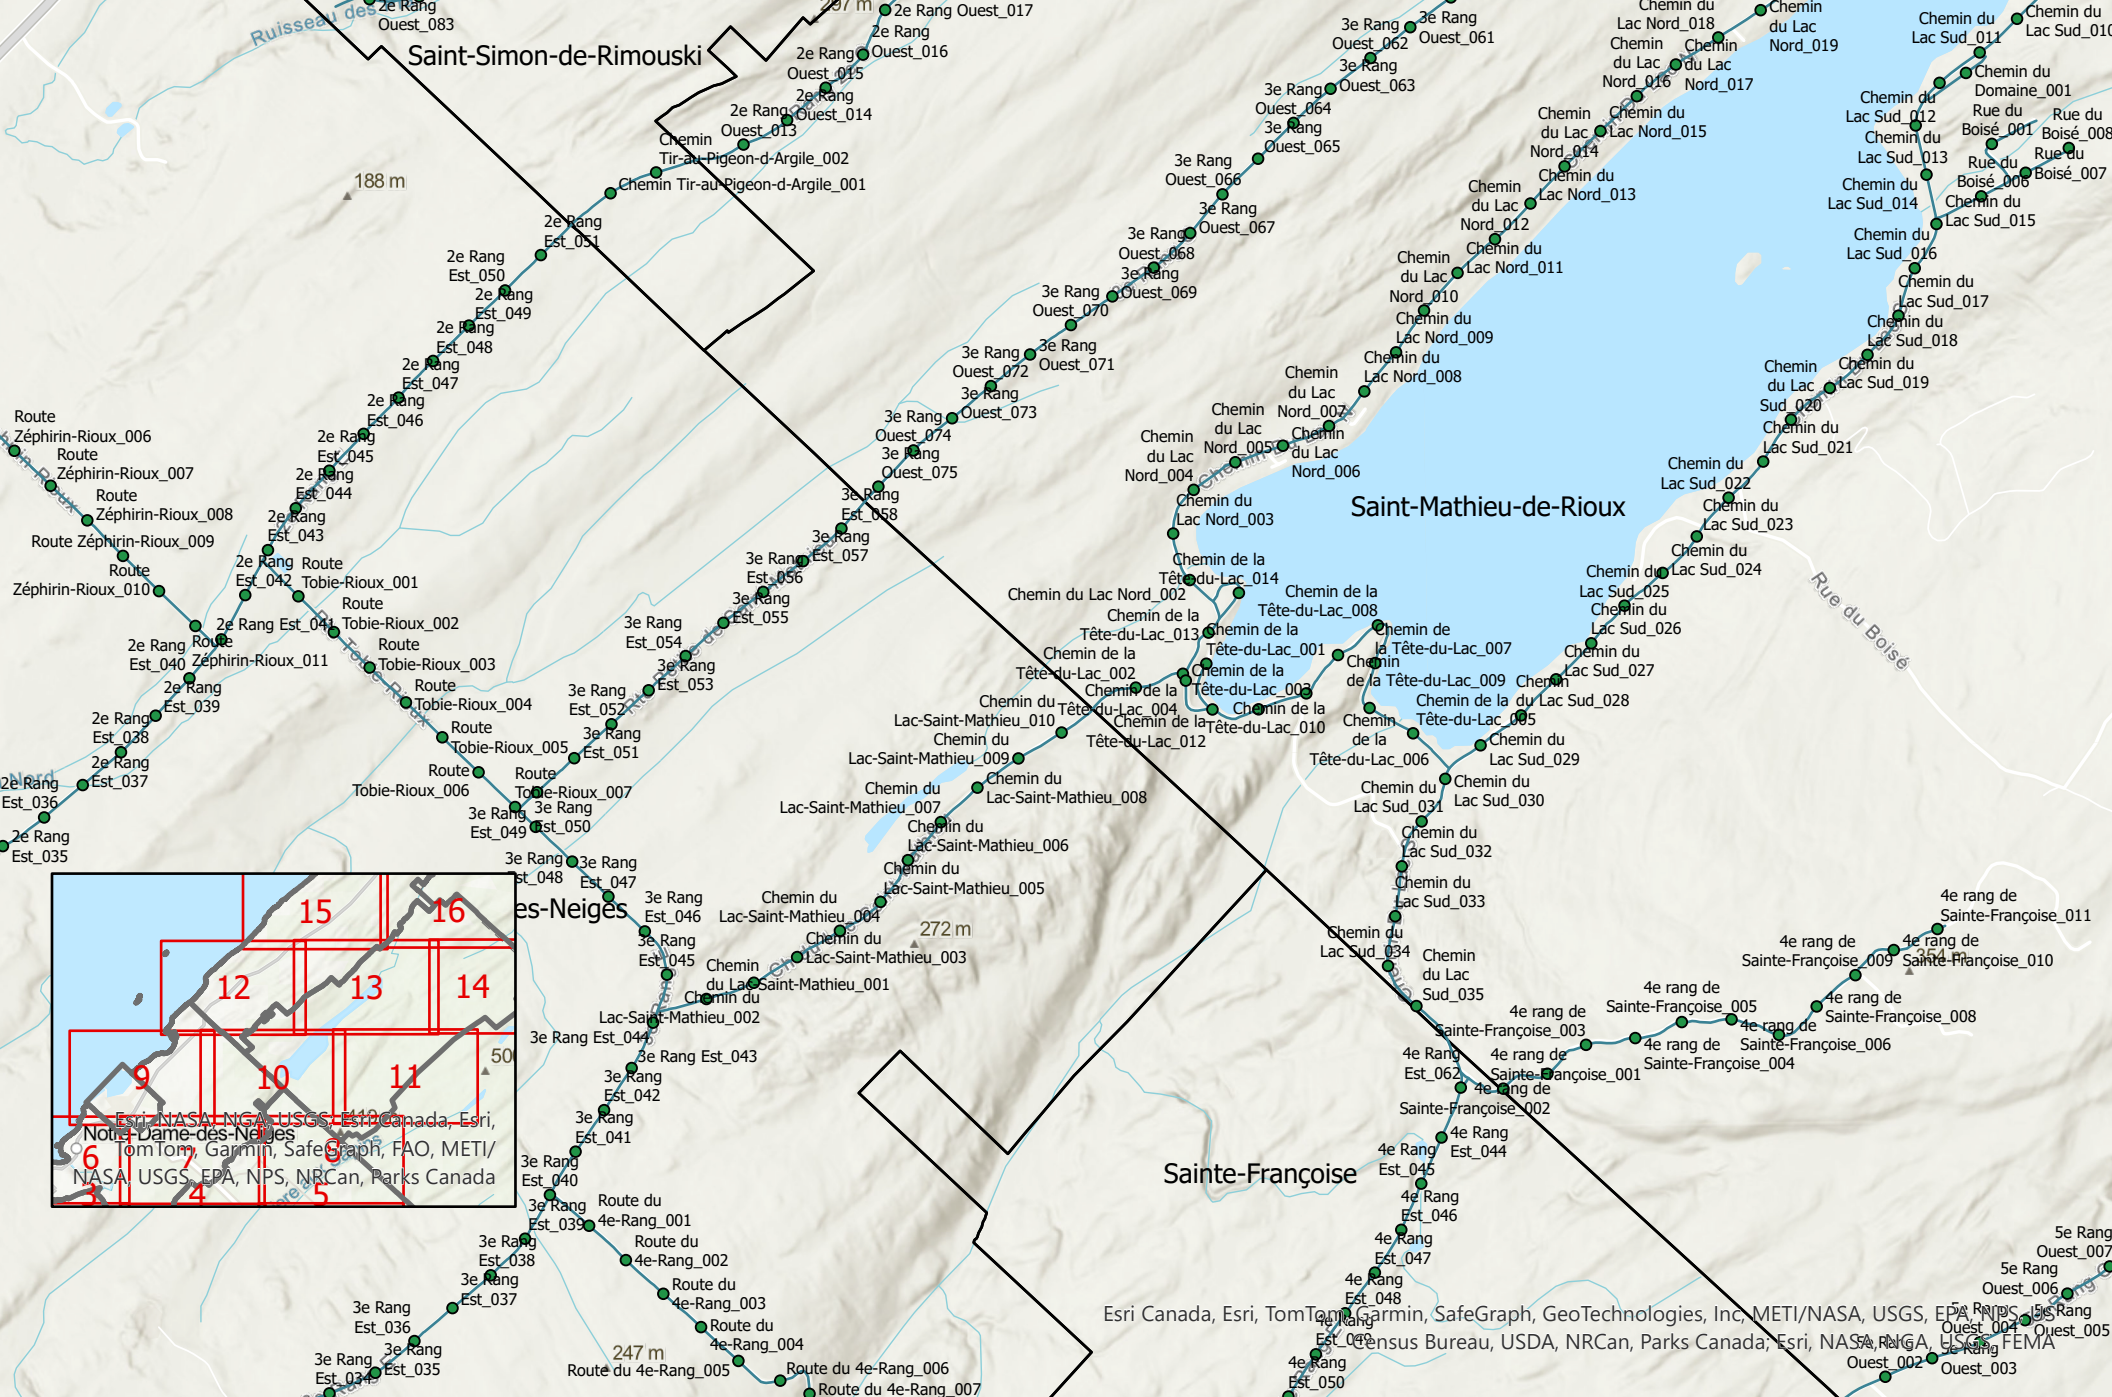 2e Rang
Ouest_083
Ruisseau des
Saint-Simon-de-Rimouski
297 m
2e Rang Ouest_017
2e Rang
Ouest_016
2e Rang
Ouest_015
2e Rang
Ouest_014
2e Rang
Ouest_013
Chemin
Tir-au-Pigeon-d-Argile_002
Chemin Tir-au-Pigeon-d-Argile_001
188 m
2e Rang
Est_051
2e Rang
Est_050
2e Rang
Est_049
2e Rang
Est_048
2e Rang
Est_047
2e Rang
Est_046
2e Rang
Est_045
2e Rang
Est_044
2e Rang
Est_043
2e Rang
Est_042
2e Rang Est_041
2e Rang
Est_040
2e Rang
Est_039
2e Rang
Est_038
2e Rang
Est_037
2e Rang
Est_036
2e Rang
Est_035
Nord
Route
Zéphirin-Rioux_006
Route
Zéphirin-Rioux_007
Route
Zéphirin-Rioux_008
Route Zéphirin-Rioux_009
Route
Zéphirin-Rioux_010
Route
Zéphirin-Rioux_011
Route
Tobie-Rioux_001
Route
Tobie-Rioux_002
Route
Tobie-Rioux_003
Route
Tobie-Rioux_004
Route
Tobie-Rioux_005
Route
Tobie-Rioux_006
Route
Tobie-Rioux_007
3e Rang
Ouest_061
3e Rang
Ouest_062
3e Rang
Ouest_063
3e Rang
Ouest_064
3e Rang
Ouest_065
3e Rang
Ouest_066
3e Rang
Ouest_067
3e Rang
Ouest_068
3e Rang
Ouest_069
3e Rang
Ouest_070
3e Rang
Ouest_071
3e Rang
Ouest_072
3e Rang
Ouest_073
3e Rang
Ouest_074
3e Rang
Ouest_075
3e Rang
Est_058
3e Rang
Est_057
3e Rang
Est_056
3e Rang
Est_055
3e Rang
Est_054
3e Rang
Est_053
3e Rang
Est_052
3e Rang
Est_051
3e Rang
Est_050
3e Rang
Est_049
3e Rang
Est_048
3e Rang
Est_047
3e Rang
Est_046
3e Rang
Est_045
3e Rang Est_044
3e Rang Est_043
3e Rang
Est_042
3e Rang
Est_041
3e Rang
Est_040
3e Rang
Est_039
3e Rang
Est_038
3e Rang
Est_037
3e Rang
Est_036
3e Rang
Est_035
3e Rang
Est_034
es-Neiges
Chemin
du Lac-Saint-Mathieu_001
Chemin du
Lac-Saint-Mathieu_002
Chemin du
Lac-Saint-Mathieu_003
Chemin du
Lac-Saint-Mathieu_004
Chemin du
Lac-Saint-Mathieu_005
Chemin du
Lac-Saint-Mathieu_006
Chemin du
Lac-Saint-Mathieu_007
Chemin du
Lac-Saint-Mathieu_008
Chemin du
Lac-Saint-Mathieu_009
Chemin du
Lac-Saint-Mathieu_010
272 m
Chemin du Lac Nord_002
Chemin du
Lac Nord_003
Chemin
du Lac
Nord_004
Chemin
du Lac
Nord_005
Chemin
du Lac
Nord_006
Chemin
du Lac
Nord_007
Chemin du
Lac Nord_008
Chemin du
Lac Nord_009
Chemin
du Lac
Nord_010
Chemin du
Lac Nord_011
Chemin
du Lac
Nord_012
Chemin du
Lac Nord_013
Chemin
du Lac
Nord_014
Chemin du
Lac Nord_015
Chemin
du Lac
Nord_016
Chemin
du Lac
Nord_017
Chemin du
Lac Nord_018
Chemin
du Lac
Nord_019
Saint-Mathieu-de-Rioux
Chemin de la
Tête-du-Lac_014
Chemin de la
Tête-du-Lac_013
Chemin de la
Tête-du-Lac_001
Chemin de la
Tête-du-Lac_002
Chemin de la
Tête-du-Lac_003
Chemin de la
Tête-du-Lac_004
Chemin de la
Tête-du-Lac_012
Chemin de la
Tête-du-Lac_010
Chemin de la
Tête-du-Lac_008
Chemin de
la Tête-du-Lac_007
Chemin
de la Tête-du-Lac_009
Chemin de la
Tête-du-Lac_005
Chemin
de la
Tête-du-Lac_006
Chemin du
Lac Sud_010
Chemin du
Lac Sud_011
Chemin du
Domaine_001
Chemin du
Lac Sud_012
Rue du
Boisé_001
Rue du
Boisé_008
Chemin du
Lac Sud_013
Rue du
Boisé_006
Rue du
Boisé_007
Chemin du
Lac Sud_014
Chemin du
Lac Sud_015
Chemin du
Lac Sud_016
Chemin du
Lac Sud_017
Chemin du
Lac Sud_018
Chemin du
Lac Sud_019
Chemin
du Lac
Sud_020
Chemin du
Lac Sud_021
Chemin du
Lac Sud_022
Chemin du
Lac Sud_023
Chemin du
Lac Sud_024
Chemin du
Lac Sud_025
Chemin du
Lac Sud_026
Chemin du
Lac Sud_027
Chemin
du Lac Sud_028
Chemin du
Lac Sud_029
Chemin du
Lac Sud_030
Chemin du
Lac Sud_031
Chemin du
Lac Sud_032
Chemin du
Lac Sud_033
Chemin du
Lac Sud_034
Chemin
du Lac
Sud_035
Rue du Boisé
4e rang de
Sainte-Françoise_011
4e rang de
Sainte-Françoise_010
4e rang de
Sainte-Françoise_009
254 m
4e rang de
Sainte-Françoise_008
4e rang de
Sainte-Françoise_006
4e rang de
Sainte-Françoise_005
4e rang de
Sainte-Françoise_004
4e rang de
Sainte-Françoise_003
4e rang de
Sainte-Françoise_001
4e rang de
Sainte-Françoise_002
4e Rang
Est_062
4e Rang
Est_044
4e Rang
Est_045
4e Rang
Est_046
4e Rang
Est_047
4e Rang
Est_048
4e Rang
Est_049
4e Rang
Est_050
Sainte-Françoise
Route du
4e-Rang_001
Route du
4e-Rang_002
Route du
4e-Rang_003
Route du
4e-Rang_004
Route du 4e-Rang_005
Route du 4e-Rang_006
Route du 4e-Rang_007
247 m
5e Rang
Ouest_007
5e Rang
Ouest_006
5e Rang
Ouest_005
5e Rang
Ouest_004
5e Rang
Ouest_003
5e Rang
Ouest_002
15
16
12
13
14
9
10
11
6
7
8
3
4
5
500
Notre-Dame-des-Neiges
Esri, NASA, NGA, USGS, Esri Canada, Esri,
TomTom, Garmin, SafeGraph, FAO, METI/
NASA, USGS, EPA, NPS, NRCan, Parks Canada
Esri Canada, Esri, TomTom, Garmin, SafeGraph, GeoTechnologies, Inc, METI/NASA, USGS, EPA, NPS, US
Census Bureau, USDA, NRCan, Parks Canada; Esri, NASA, NGA, USGS, FEMA